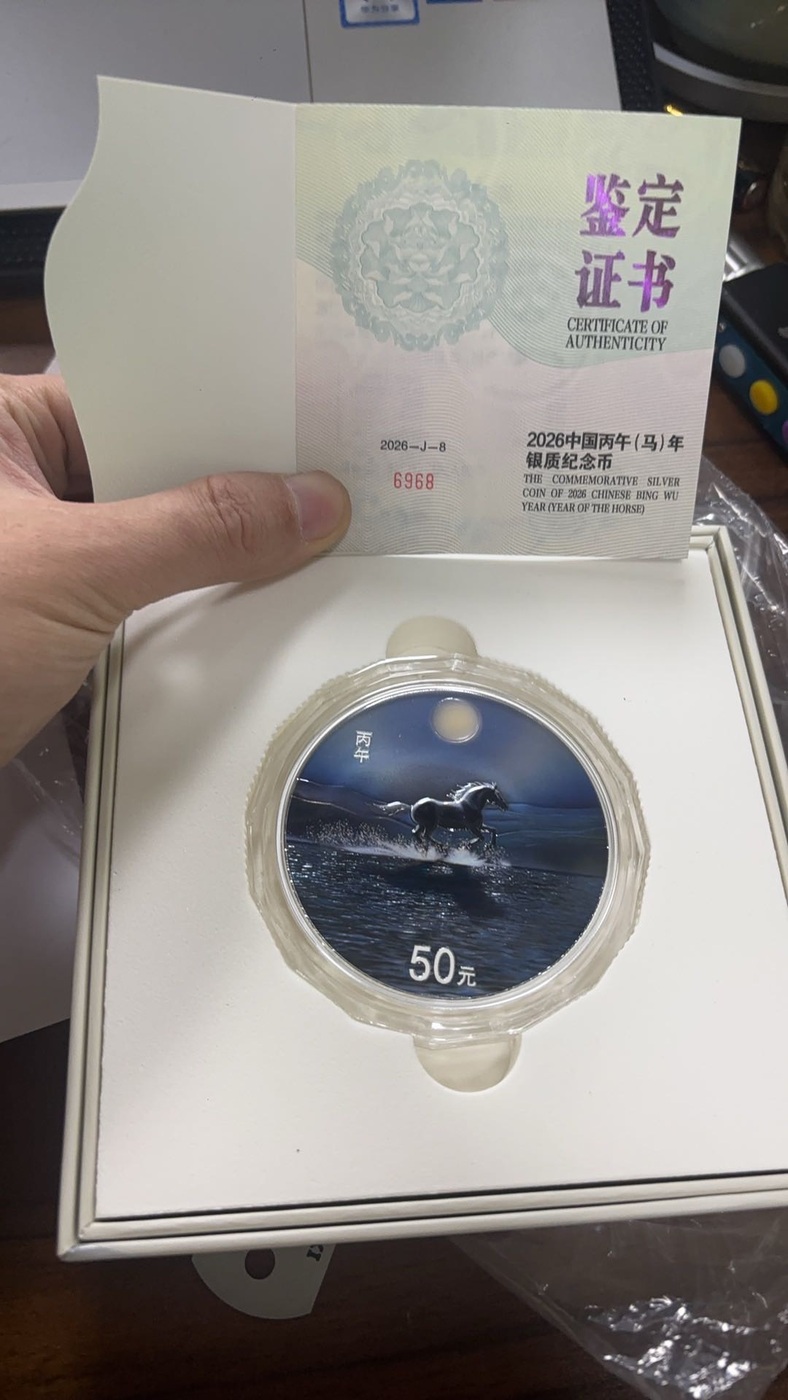 鉴定
证书
CERTIFICATE OF
AUTHENTICITY
2026-J-8
6968
2026中国丙午(马)年
银质纪念币
THE COMMEMORATIVE SILVER
COIN OF 2026 CHINESE BING WU
YEAR (YEAR OF THE HORSE)
丙午
50元